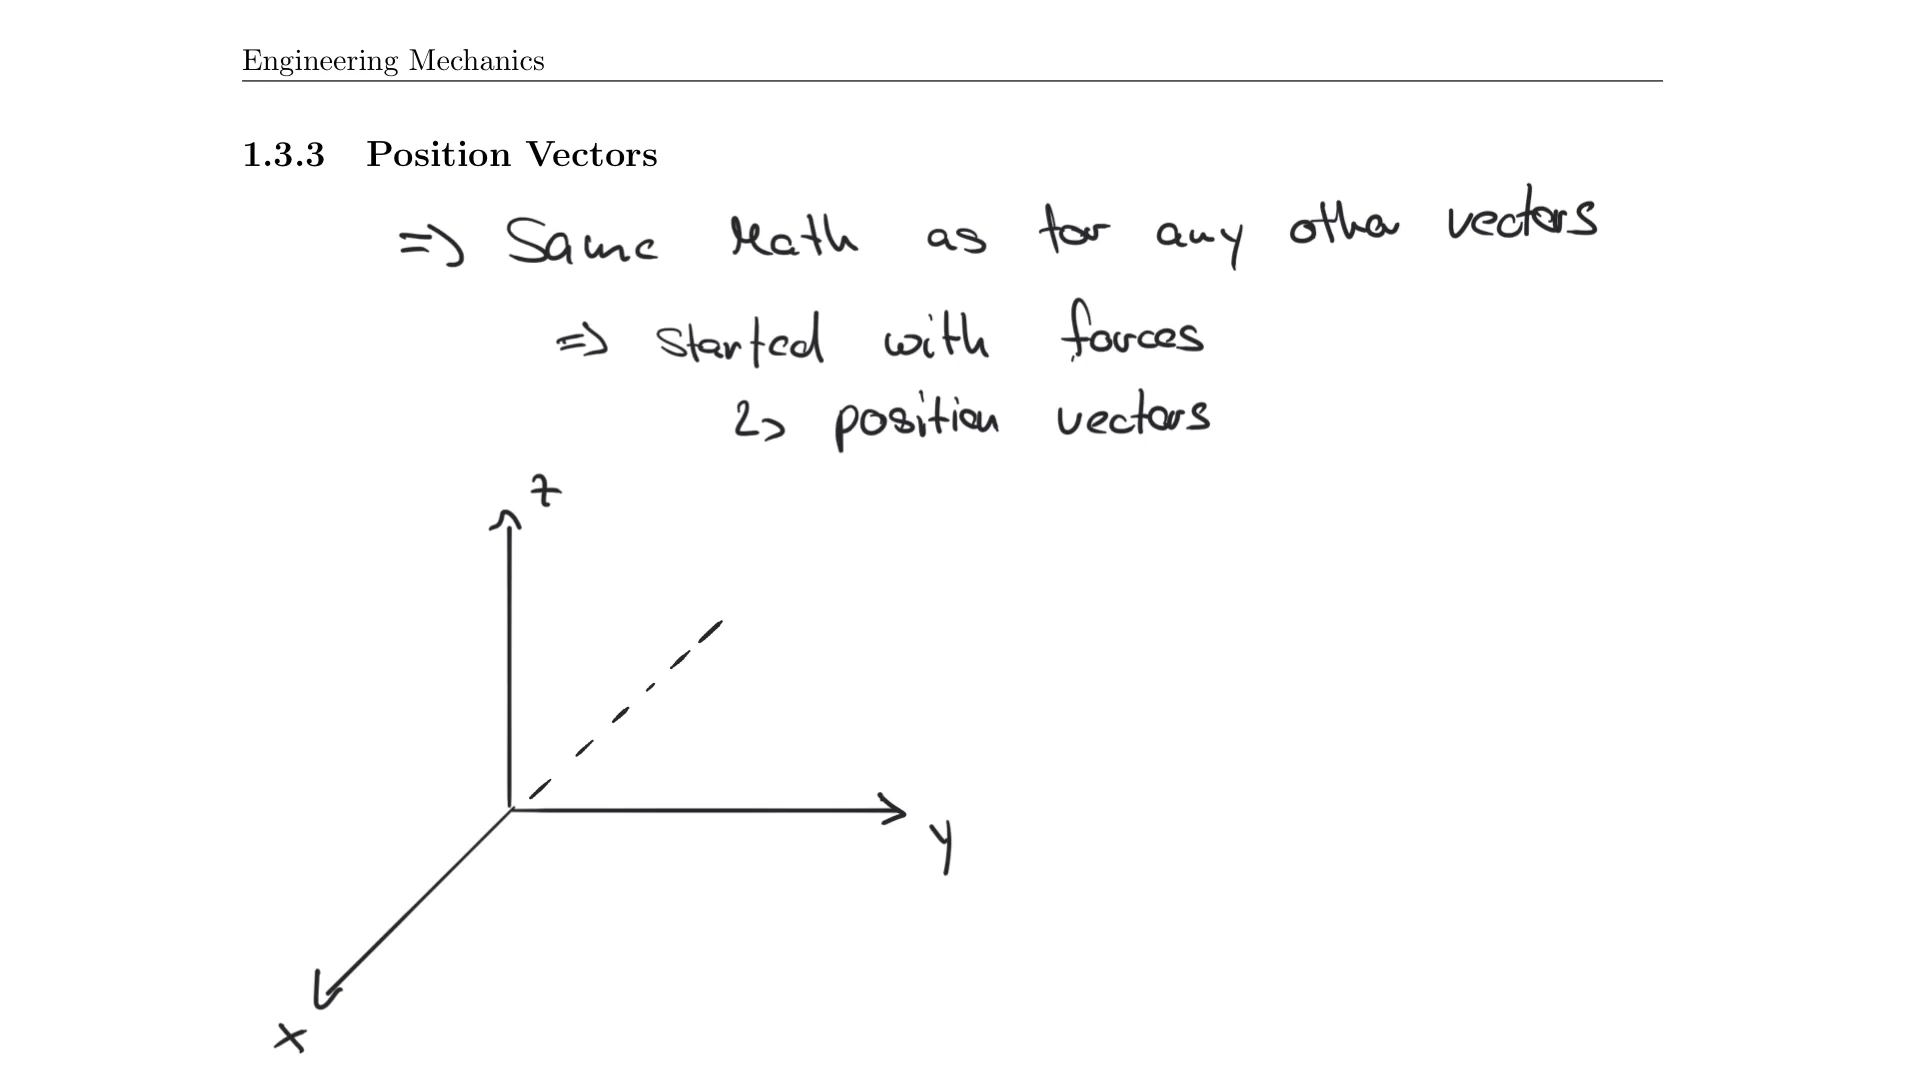 Engineering Mechanics
1.3.3 Position Vectors
=> Same Math as for any other vectors
=> started with forces
2> position vectors
z
y
x